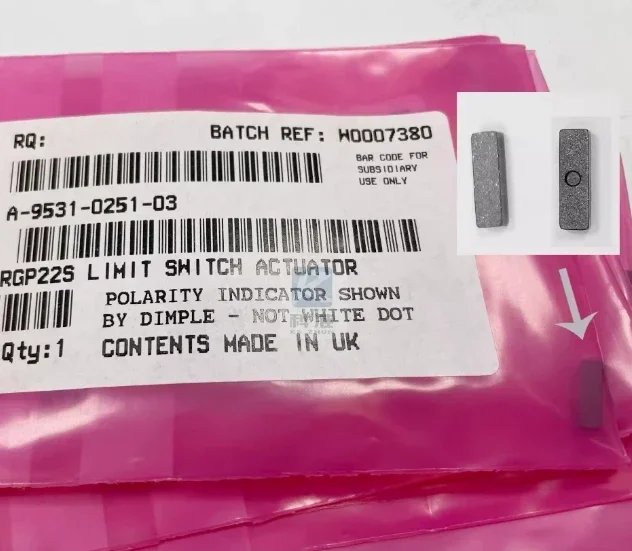 RQ:
BATCH REF: W0007380
BAR CODE FOR
SUBSIDIARY
USE ONLY
A-9531-0251-03
RGP22S LIMIT SWITCH ACTUATOR
POLARITY INDICATOR SHOWN
BY DIMPLE - NOT WHITE DOT
Qty:1 CONTENTS MADE IN UK